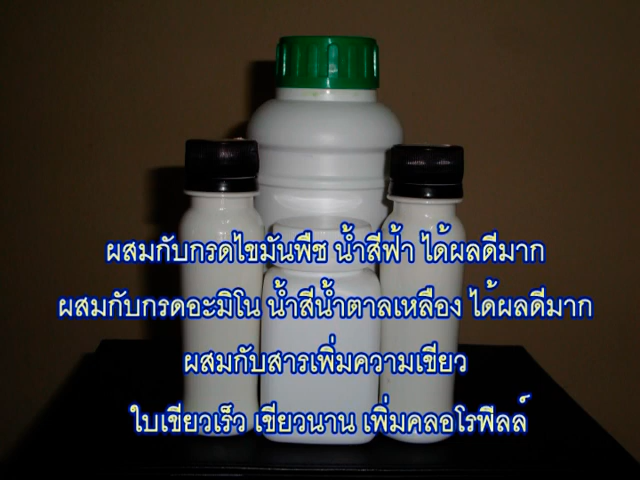 ผสมกับกรดไขมันพืช น้ำสีฟ้า ได้ผลดีมาก
ผสมกับกรดอะมิโน น้ำสีน้ำตาลเหลือง ได้ผลดีมาก
ผสมกับสารเพิ่มความเขียว
ใบเขียวเร็ว เขียวนาน เพิ่มคลอโรพีลล์